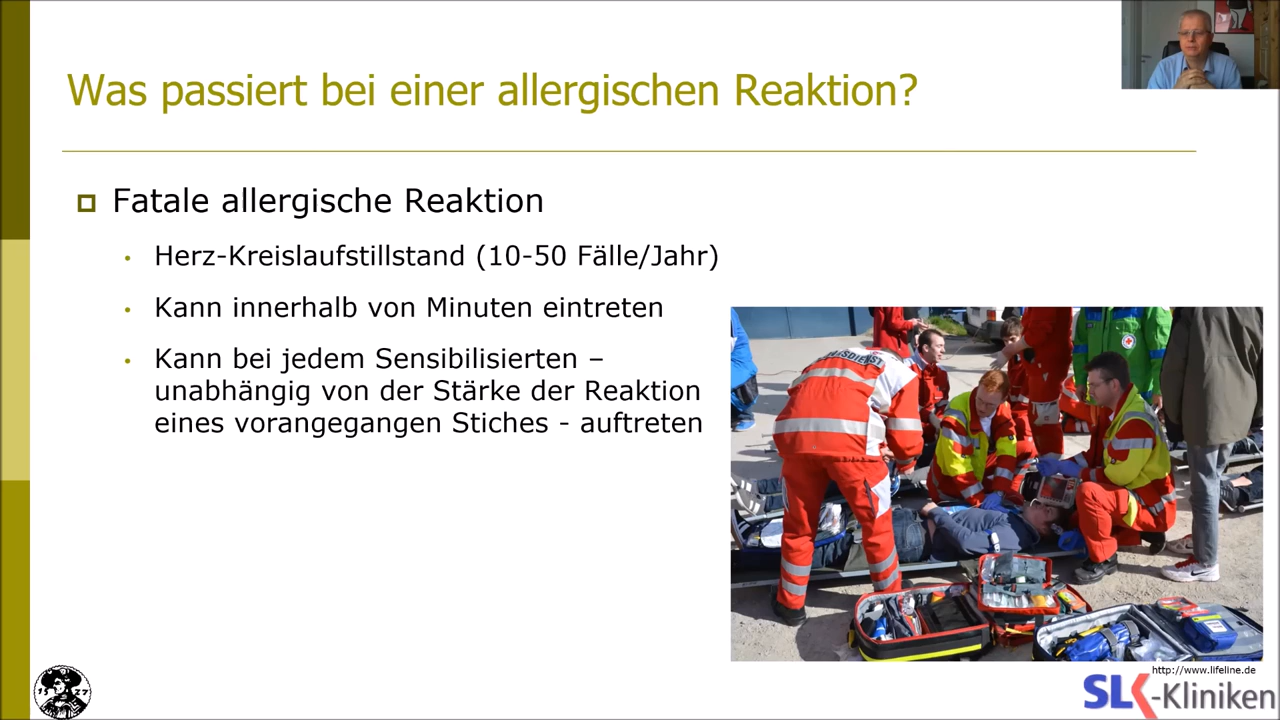 Was passiert bei einer allergischen Reaktion?
Fatale allergische Reaktion
Herz-Kreislaufstillstand (10-50 Fälle/Jahr)
Kann innerhalb von Minuten eintreten
Kann bei jedem Sensibilisierten –
unabhängig von der Stärke der Reaktion
eines vorangegangen Stiches - auftreten
http://www.lifeline.de
SLK-Kliniken